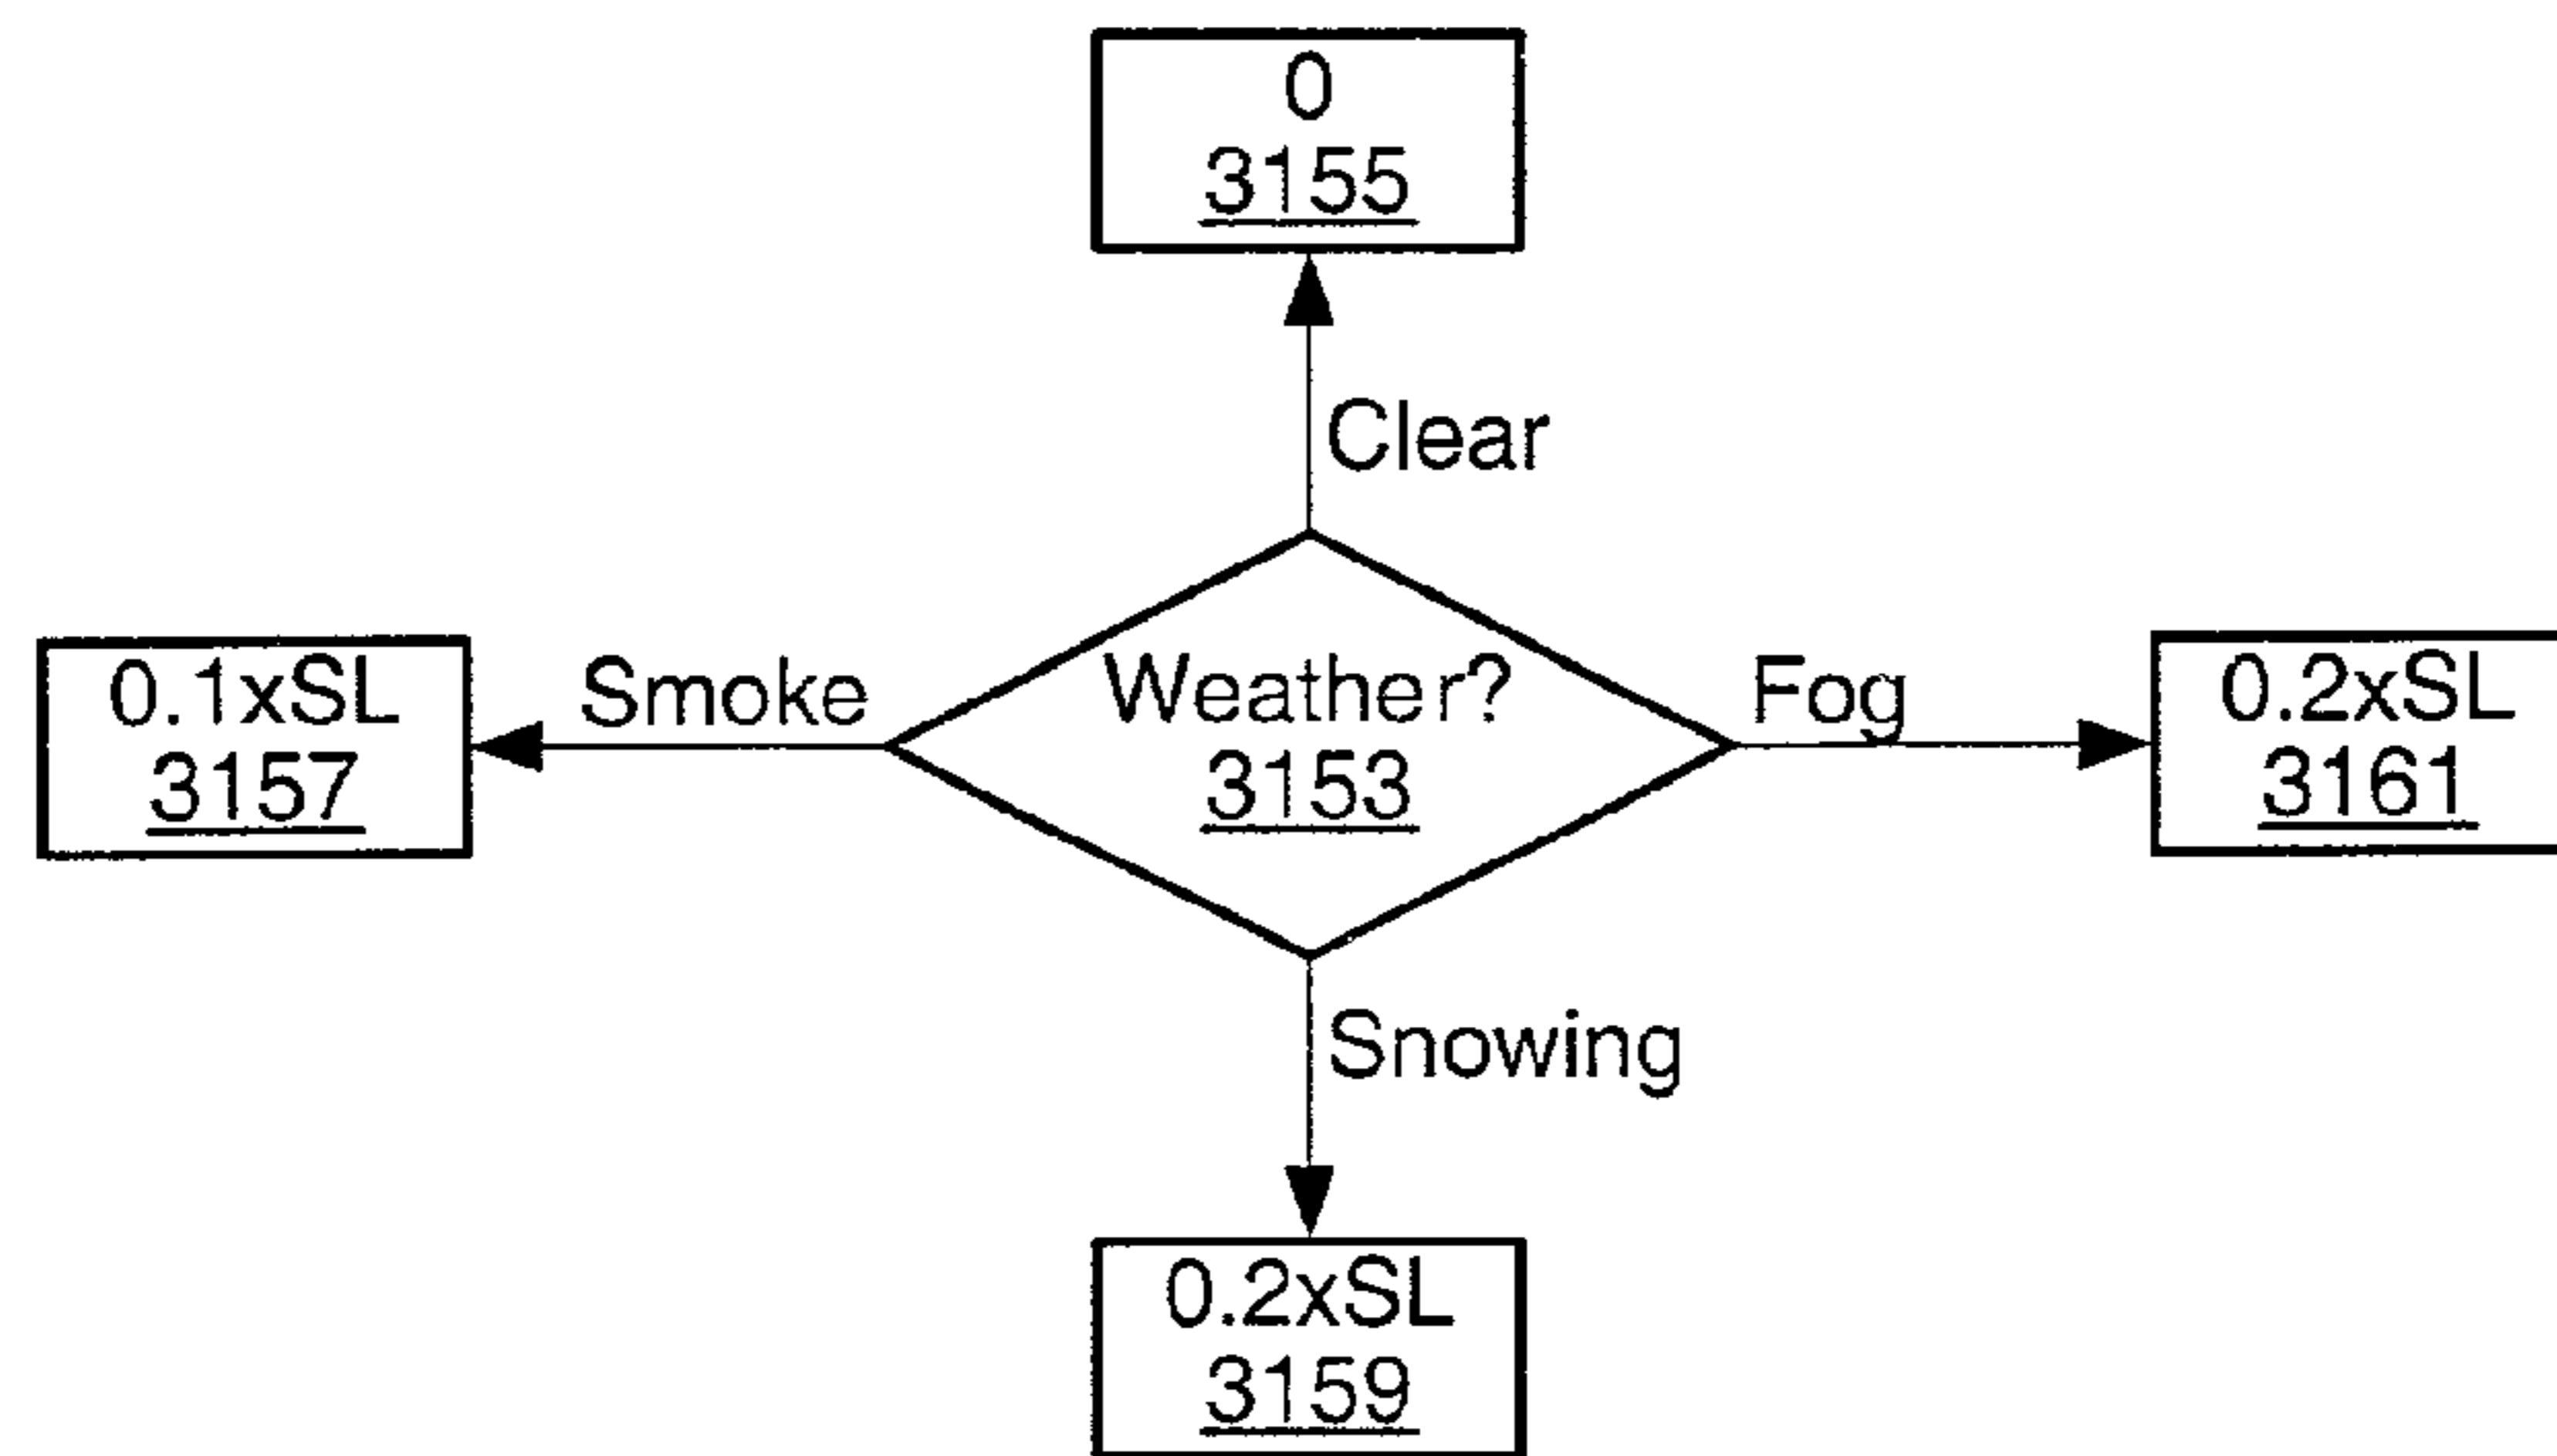 0
3155
Clear
0.1xSL
3157
Smoke
Weather?
3153
Fog
0.2xSL
3161
Snowing
0.2xSL
3159